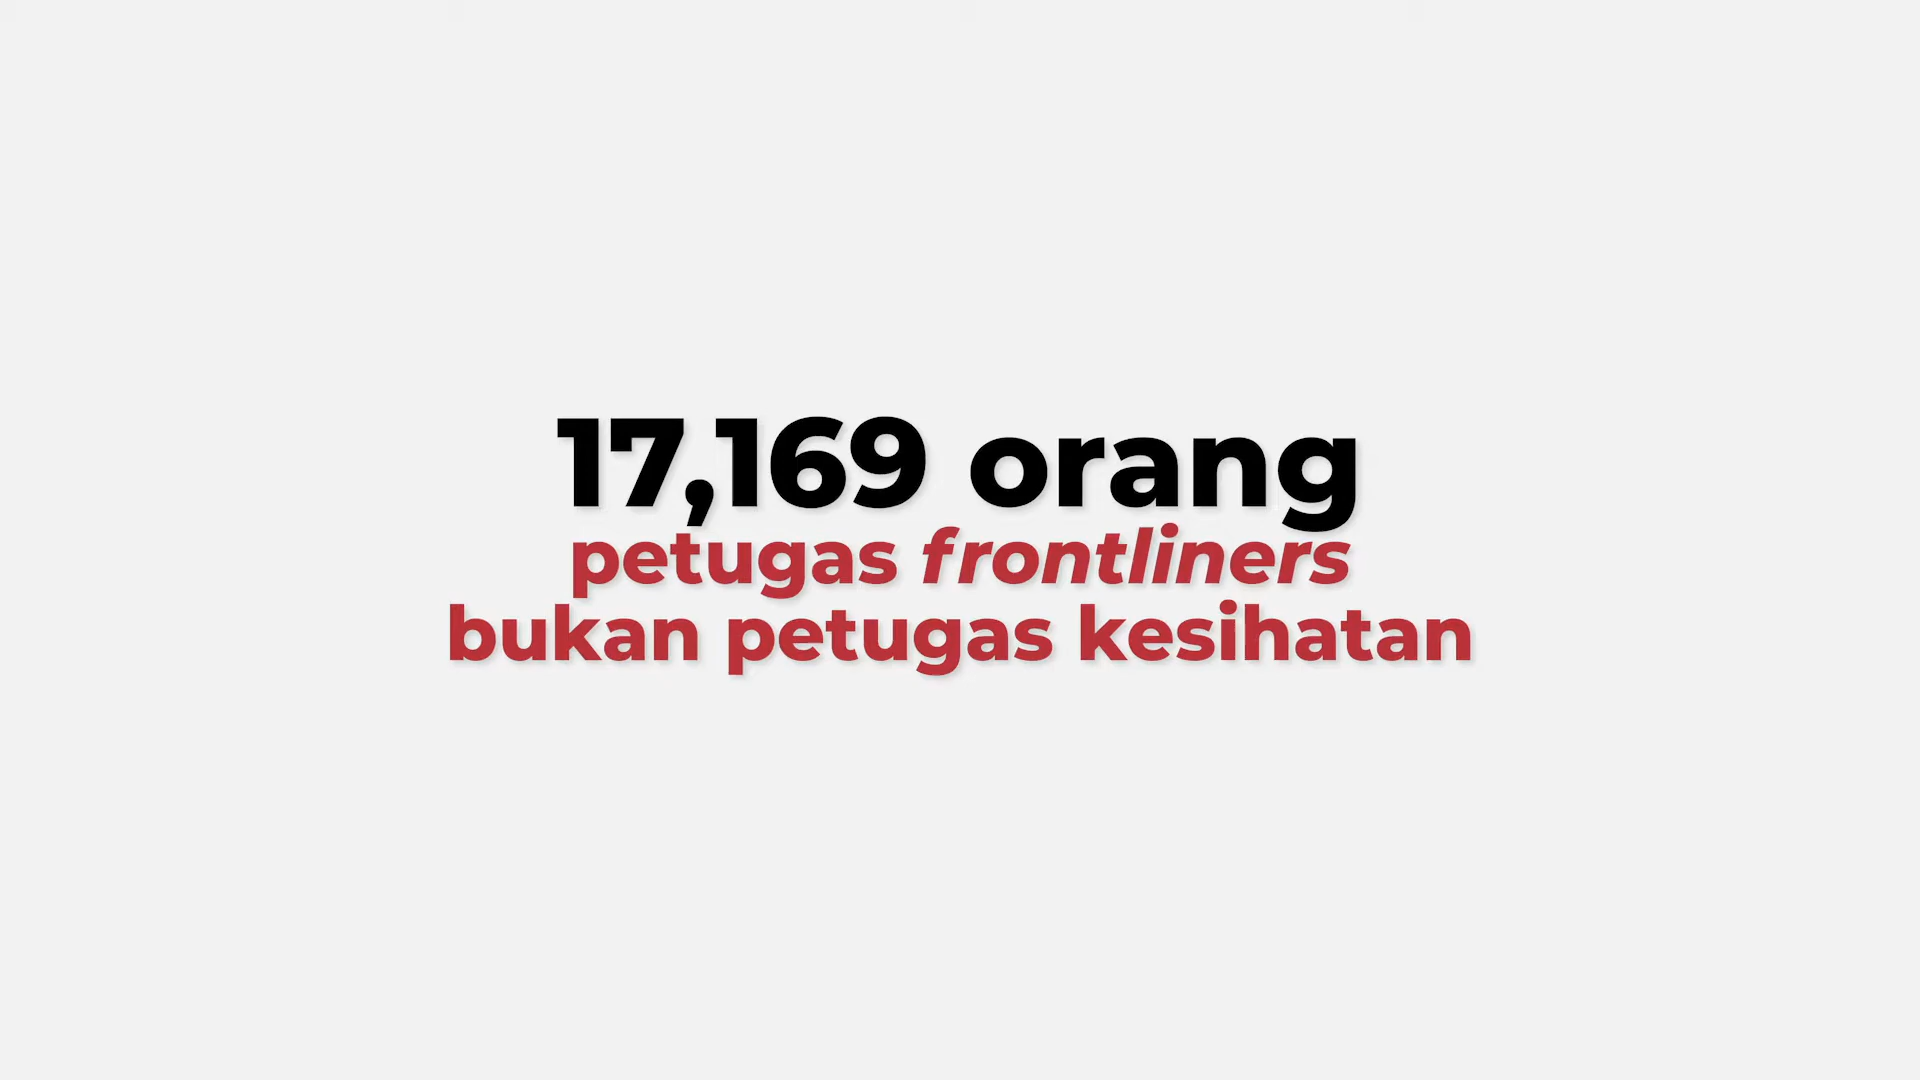 17,169 orang
petugas frontliners
bukan petugas kesihatan